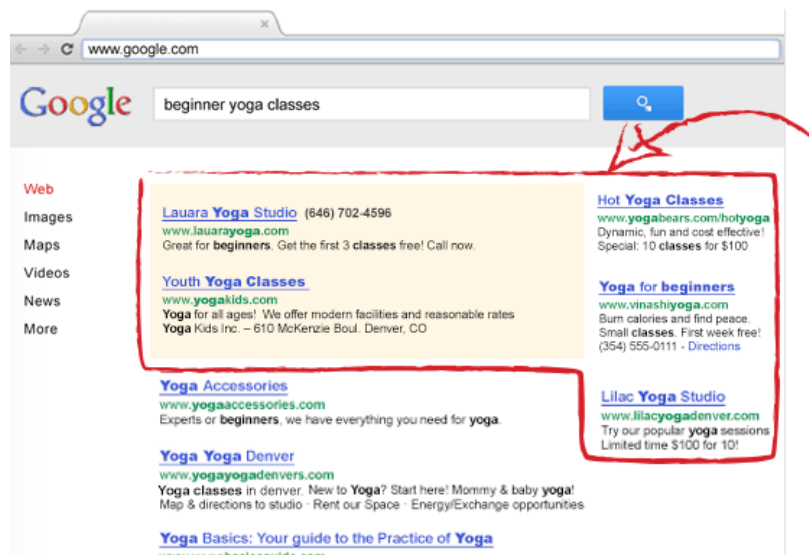 www.google.com
Google
beginner yoga classes
Web
Images
Maps
Videos
News
More
Lauara Yoga Studio (646) 702-4596
www.lauarayoga.com
Great for beginners. Get the first 3 classes free! Call now.
Youth Yoga Classes
www.yogakids.com
Yoga for all ages! We offer modern facilities and reasonable rates
Yoga Kids Inc. – 610 McKenzie Boul. Denver, CO
Hot Yoga Classes
www.yogabears.com/hotyoga
Dynamic, fun and cost effective!
Special: 10 classes for $100
Yoga for beginners
www.vinashiyoga.com
Burn calories and find peace.
Small classes. First week free!
(354) 555-0111 - Directions
Lilac Yoga Studio
www.lilacyogadenver.com
Try our popular yoga sessions
Limited time $100 for 10!
Yoga Accessories
www.yogaaccessories.com
Experts or beginners, we have everything you need for yoga.
Yoga Yoga Denver
www.yogayogadenvers.com
Yoga classes in denver. New to Yoga? Start here! Mommy & baby yoga!
Map & directions to studio · Rent our Space · Energy/Exchange opportunities
Yoga Basics: Your guide to the Practice of Yoga